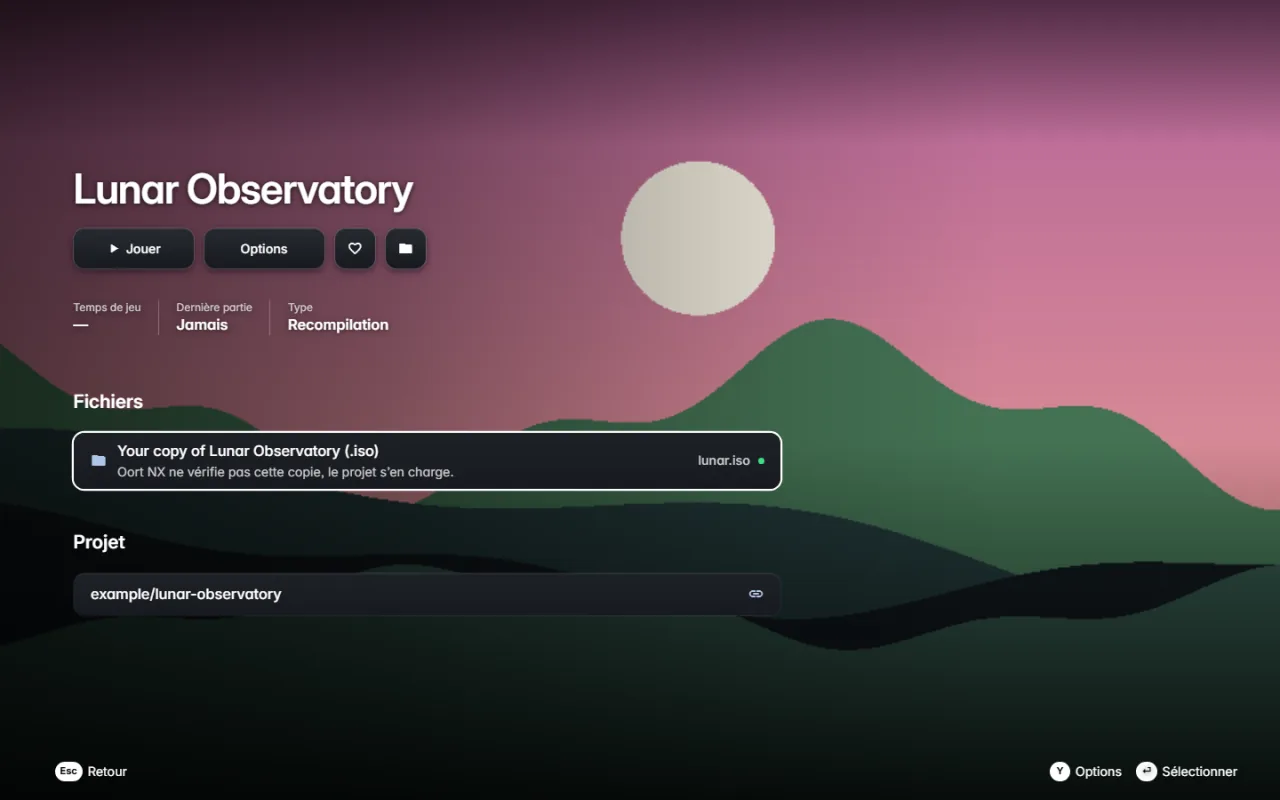 Lunar Observatory
Jouer
Options
Temps de jeu
—
Dernière partie
Jamais
Type
Recompilation
Fichiers
Your copy of Lunar Observatory (.iso)
Oort NX ne vérifie pas cette copie, le projet s’en charge.
lunar.iso
Projet
example/lunar-observatory
Esc Retour
Y Options
⏎ Sélectionner